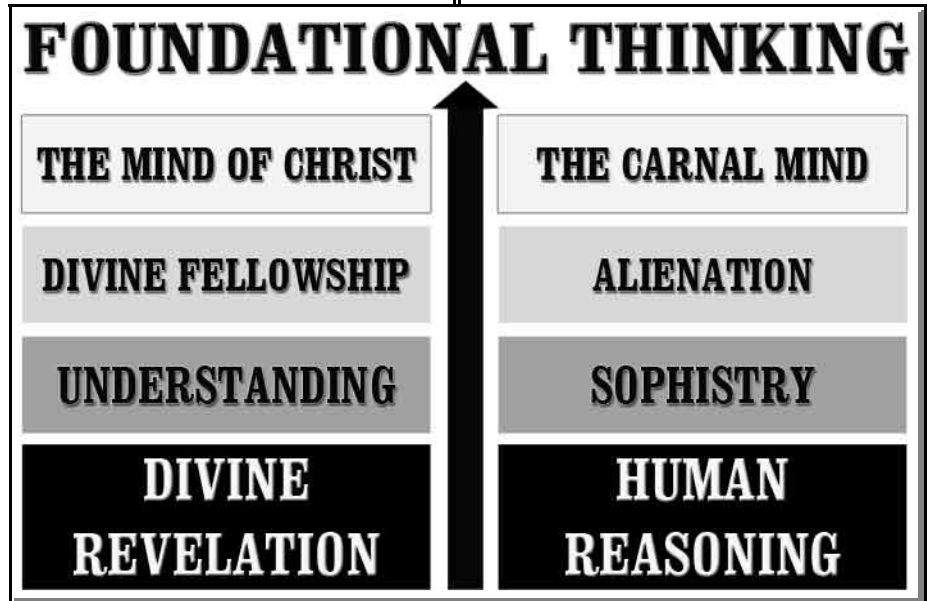 FOUNDATIONAL THINKING
THE MIND OF CHRIST
DIVINE FELLOWSHIP
UNDERSTANDING
DIVINE
REVELATION
THE CARNAL MIND
ALIENATION
SOPHISTRY
HUMAN
REASONING